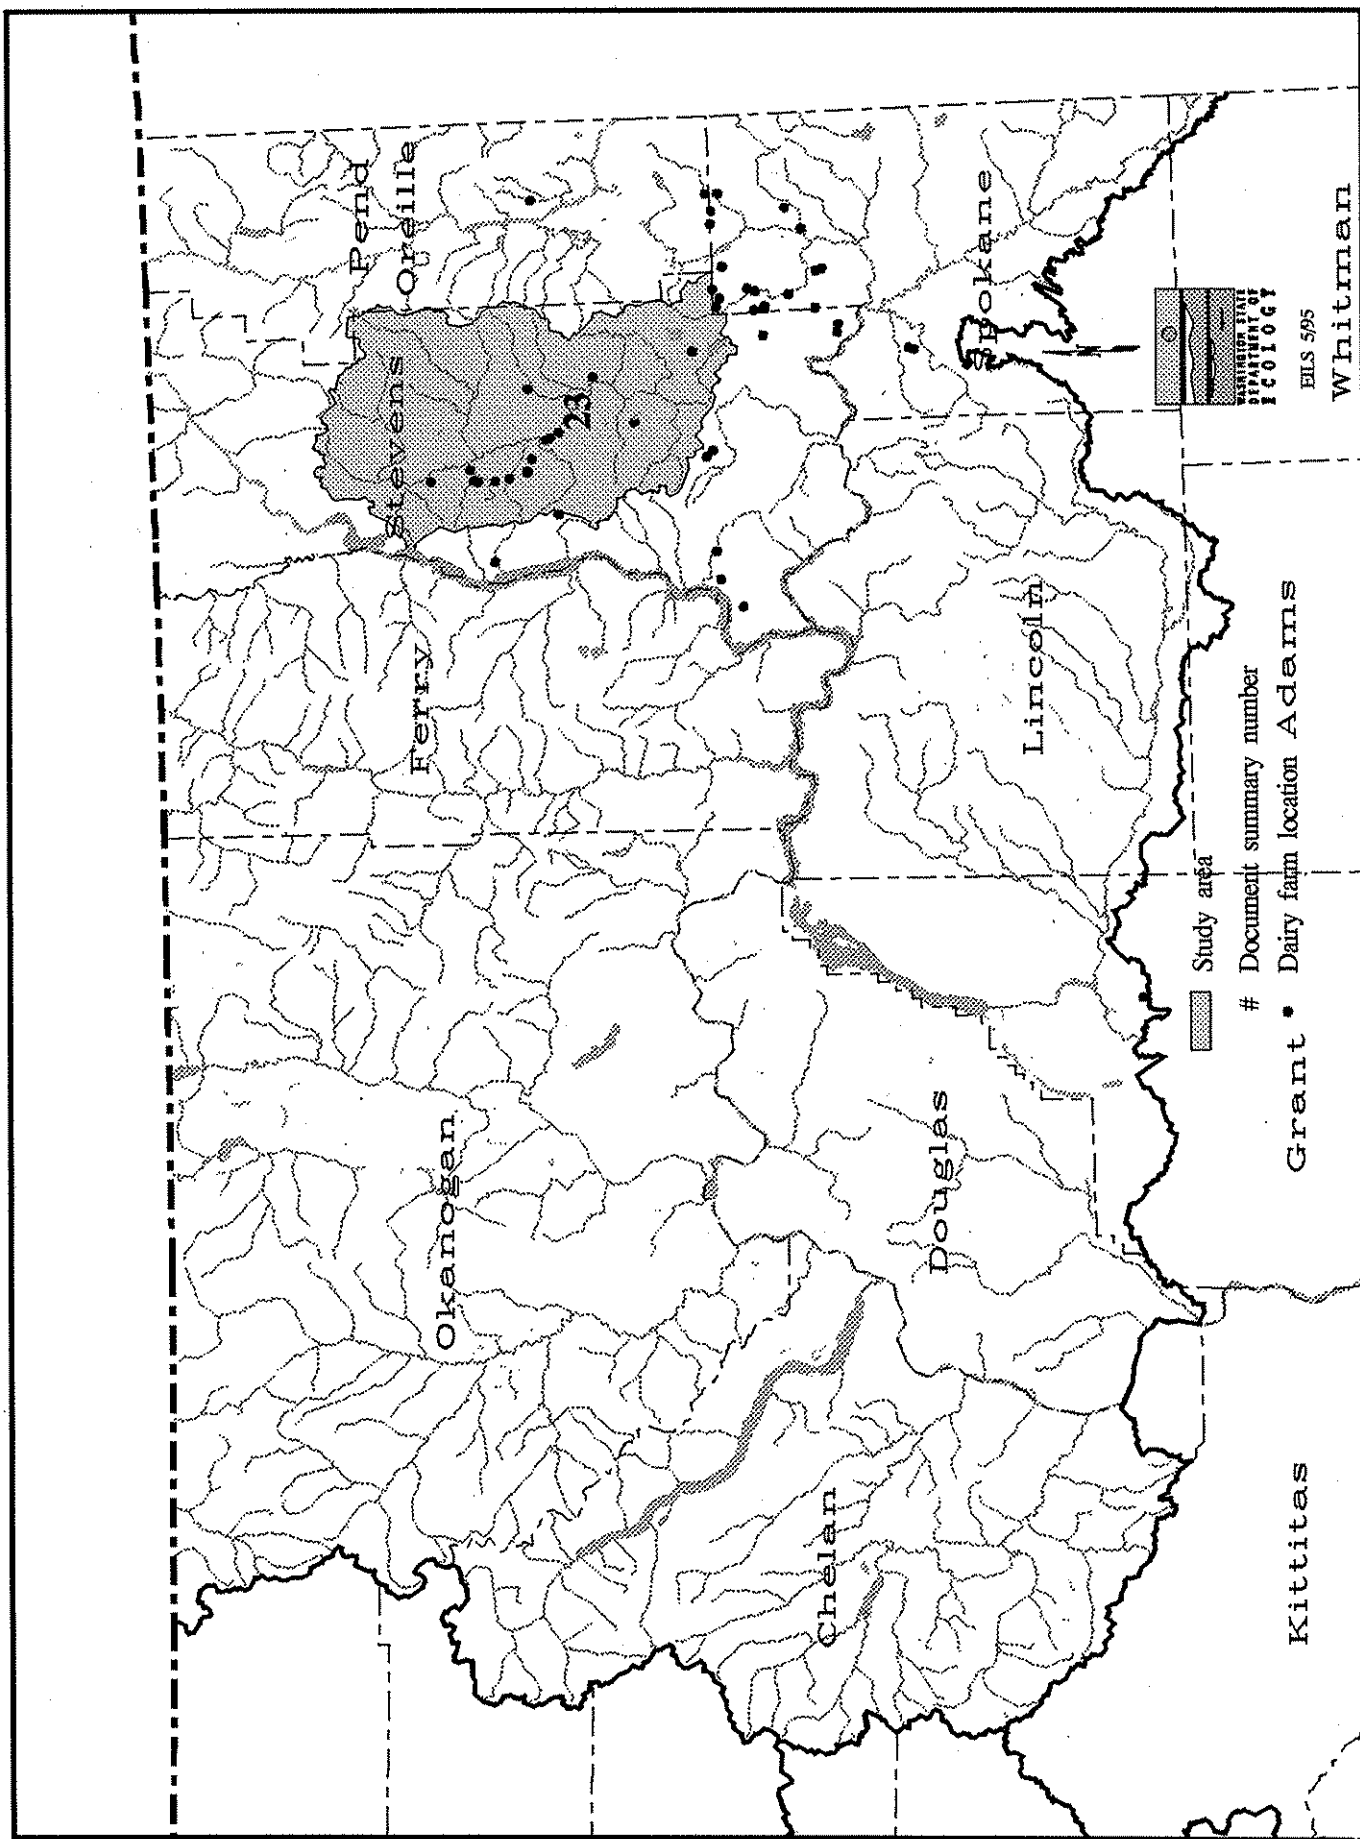 Pend
Oreille
Stevens
Ferry
Okanogan
23
Spokane
Lincoln
Douglas
Chelan
Study area
# Document summary number
Dairy farm location
Adams
Grant
Kittitas
Whitman
WASHINGTON STATE
DEPARTMENT OF
ECOLOGY
EILS 5/95